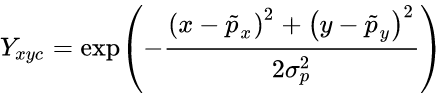 Y_{xyc} = \exp\left(-\frac{(x - \tilde{p}_x)^2 + (y - \tilde{p}_y)^2}{2\sigma_p^2}\right)